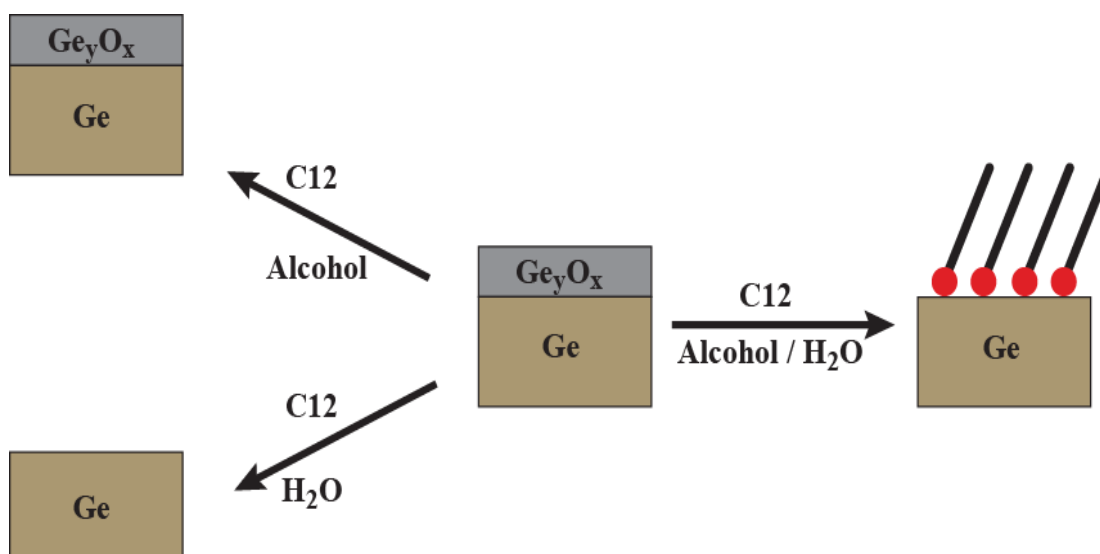 GeyOx
Ge
C12
Alcohol
GeyOx
Ge
C12
Alcohol / H2O
Ge
C12
H2O
Ge